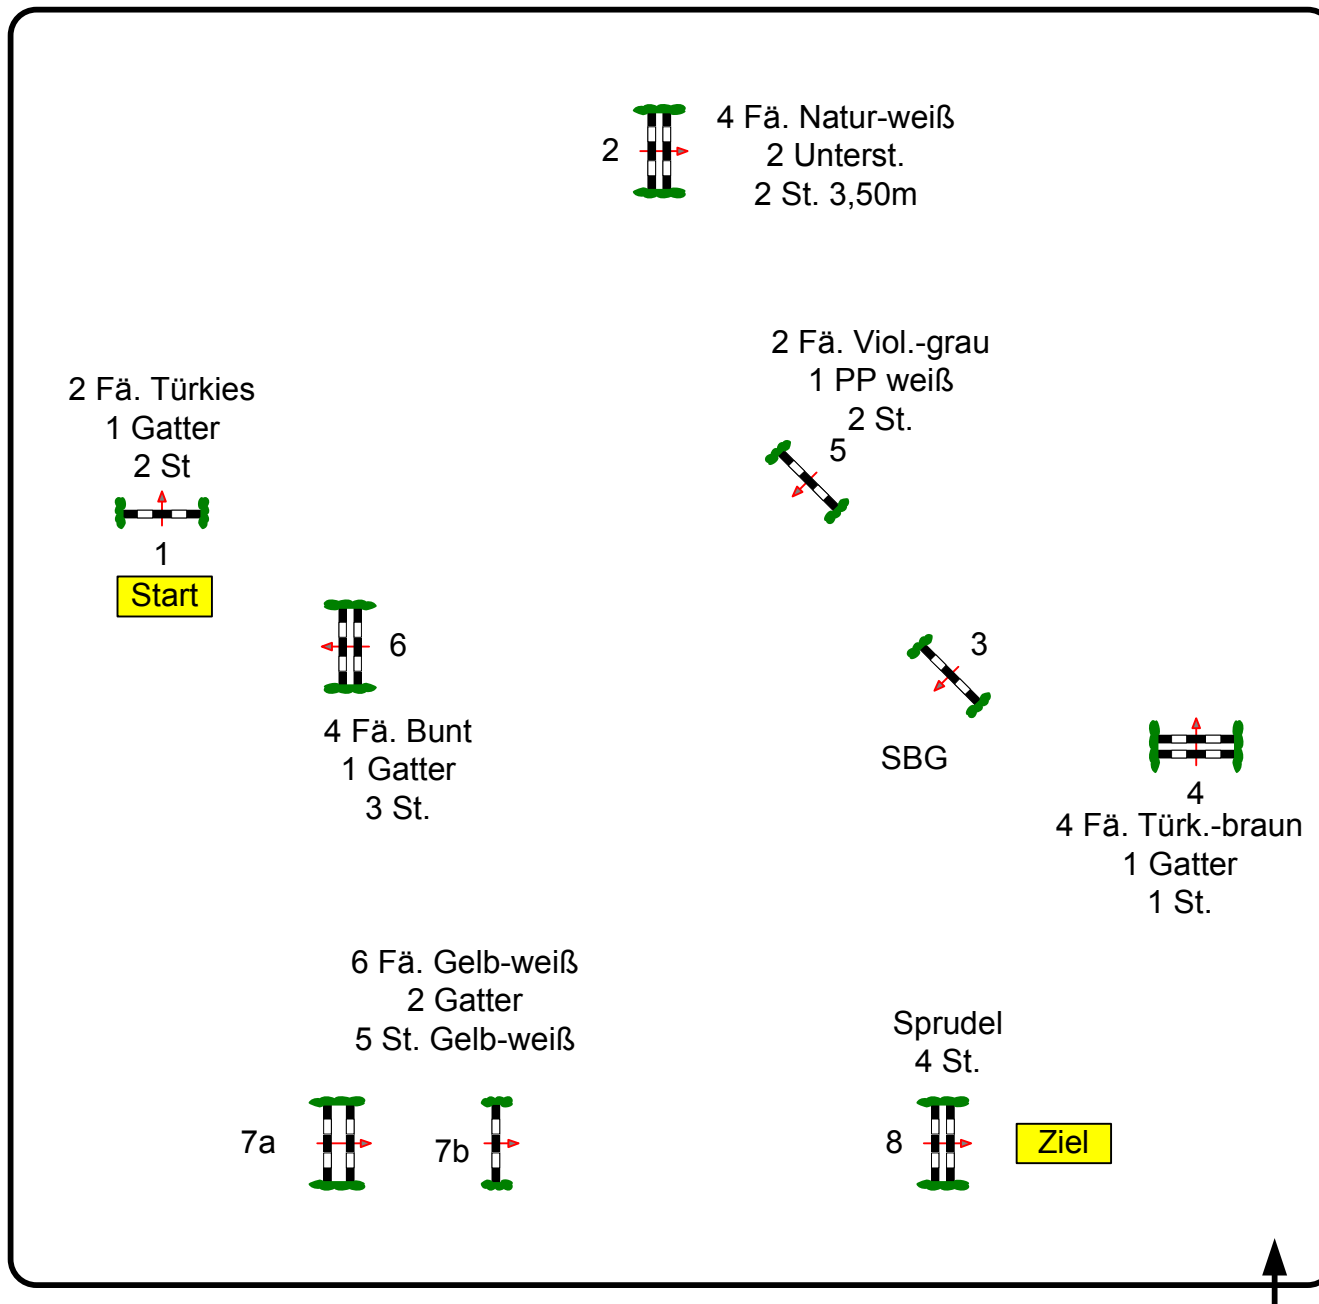 2
4 Fä. Natur-weiß
2 Unterst.
2 St. 3,50m
2 Fä. Viol.-grau
1 PP weiß
2 St.
5
2 Fä. Türkies
1 Gatter
2 St
1
Start
6
4 Fä. Bunt
1 Gatter
3 St.
3
SBG
4
4 Fä. Türk.-braun
1 Gatter
1 St.
6 Fä. Gelb-weiß
2 Gatter
5 St. Gelb-weiß
7a
7b
Sprudel
4 St.
8
Ziel